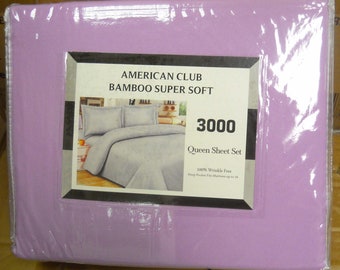 AMERICAN CLUB
BAMBOO SUPER SOFT
3000
Queen Sheet Set
100% Wrinkle Free